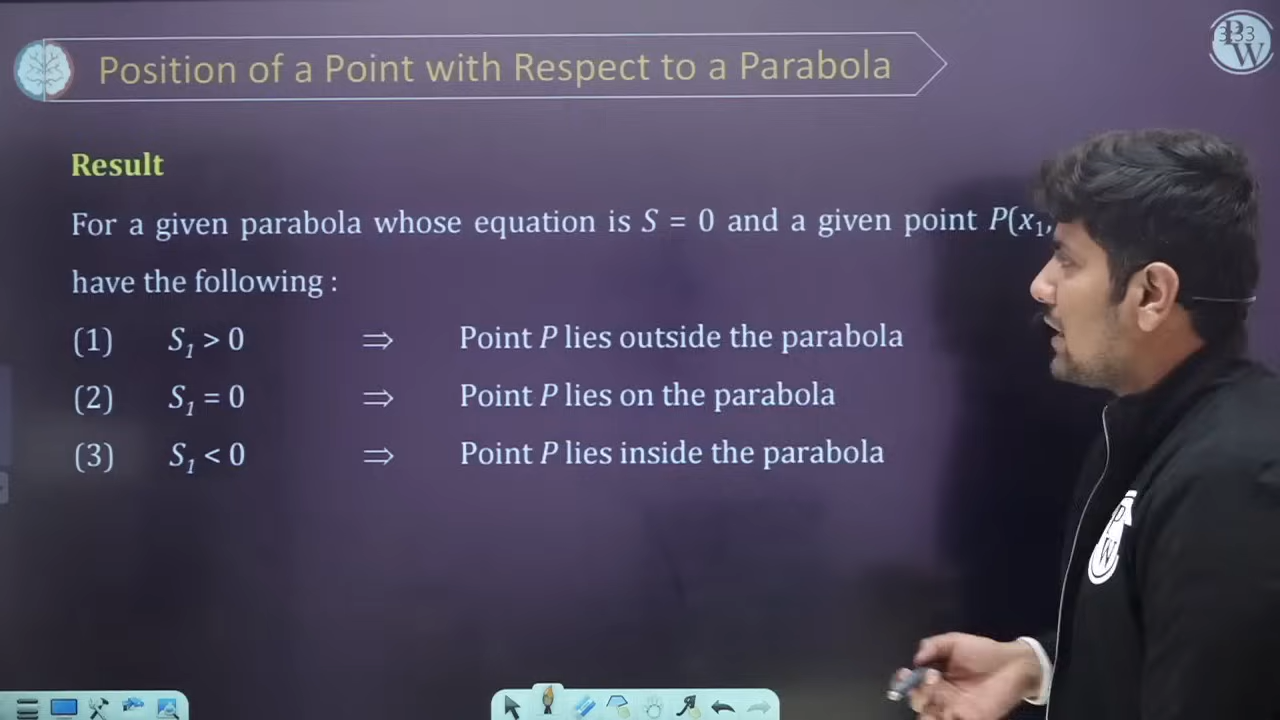 Position of a Point with Respect to a Parabola
Result
For a given parabola whose equation is S = 0 and a given point P(x₁,
have the following :
(1) S₁ > 0 ⇒ Point P lies outside the parabola
(2) S₁ = 0 ⇒ Point P lies on the parabola
(3) S₁ < 0 ⇒ Point P lies inside the parabola
PW
PW